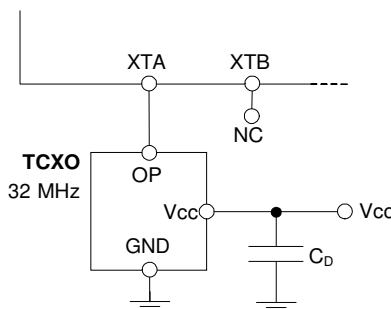 XTA
XTB
NC
TCXO
32 MHz
OP
Vcc
Vcc
GND
CD